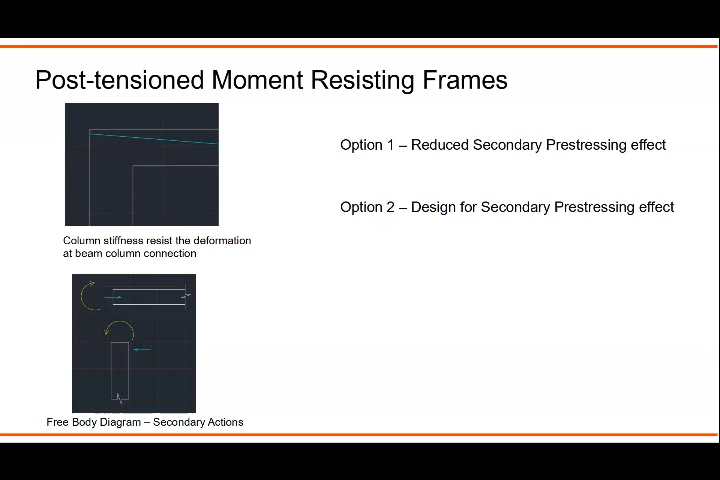 Post-tensioned Moment Resisting Frames
Option 1 – Reduced Secondary Prestressing effect
Option 2 – Design for Secondary Prestressing effect
Column stiffness resist the deformation
at beam column connection
Free Body Diagram – Secondary Actions